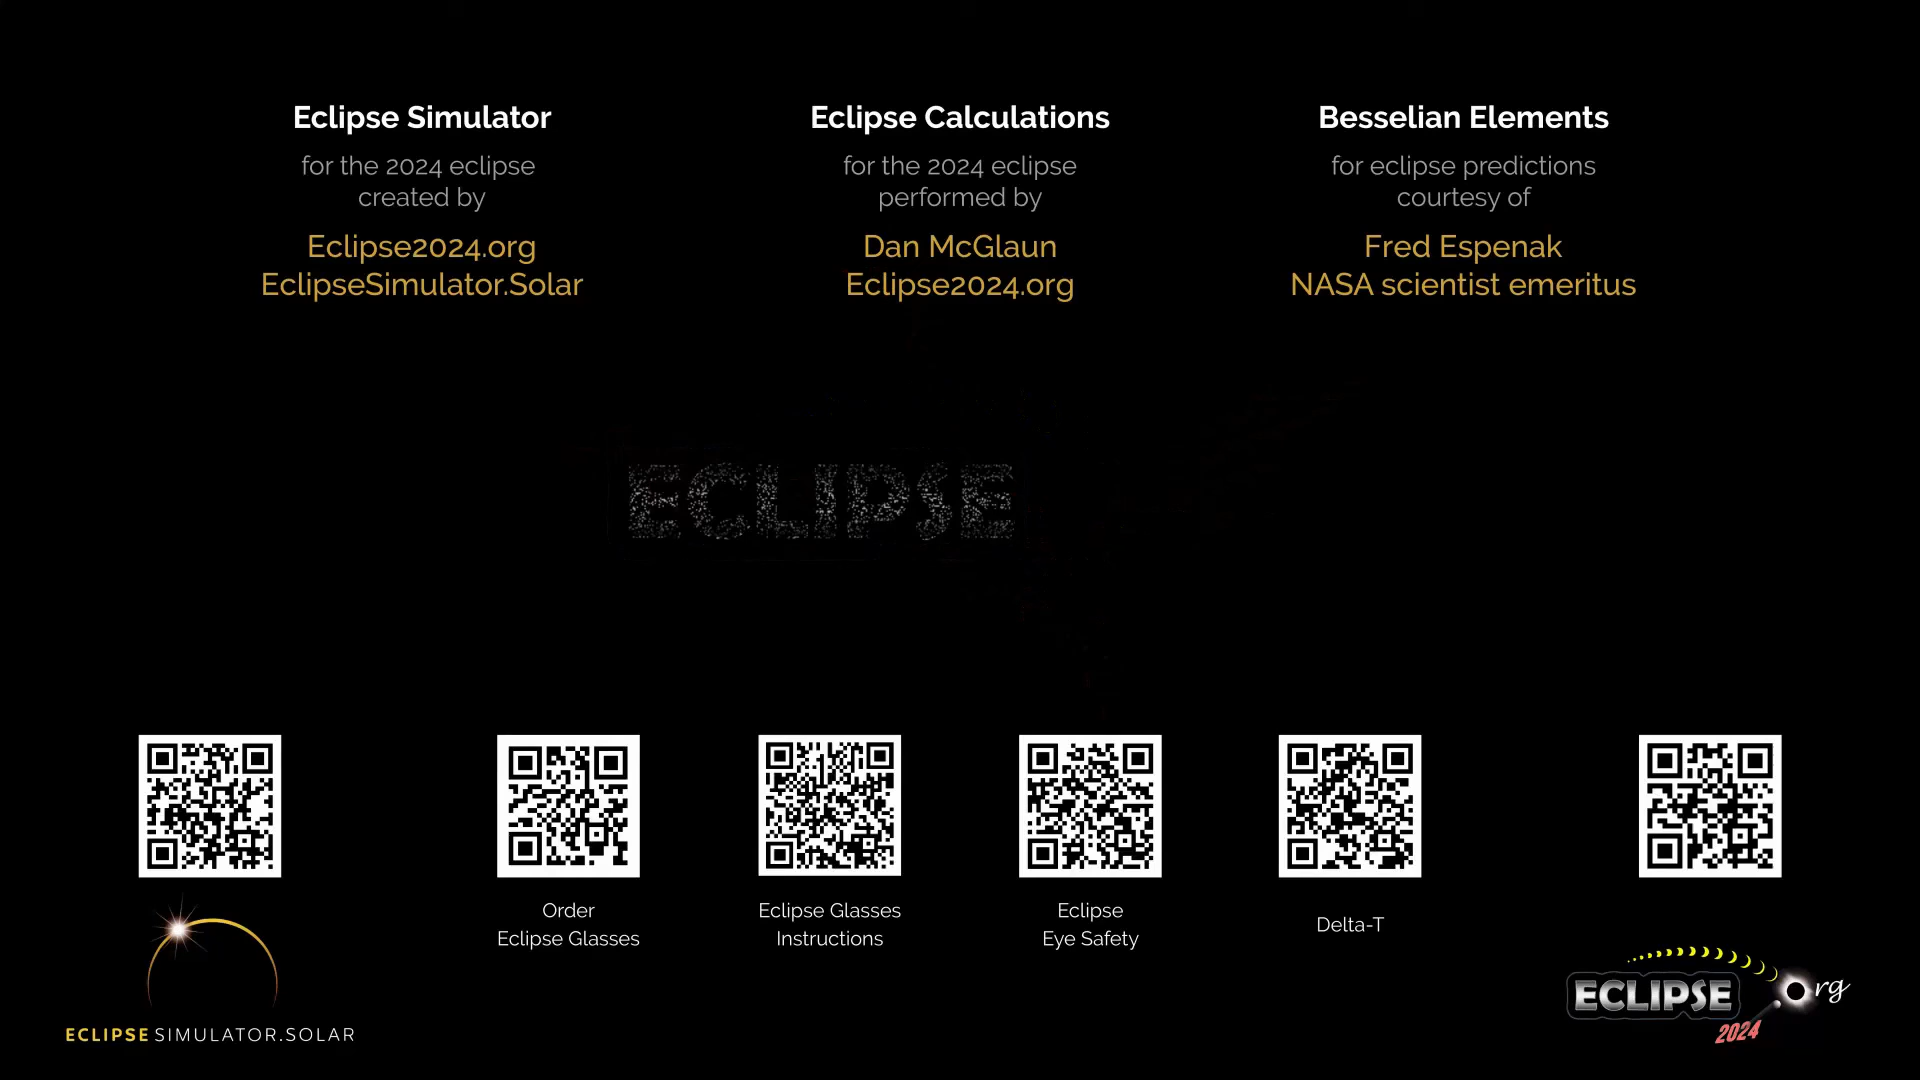 Eclipse Simulator
for the 2024 eclipse
created by
Eclipse2024.org
EclipseSimulator.Solar
Eclipse Calculations
for the 2024 eclipse
performed by
Dan McGlaun
Eclipse2024.org
Besselian Elements
for eclipse predictions
courtesy of
Fred Espenak
NASA scientist emeritus
ECLIPSE
Order
Eclipse Glasses
Eclipse Glasses
Instructions
Eclipse
Eye Safety
Delta-T
ECLIPSESIMULATOR.SOLAR
ECLIPSE .Org
2024